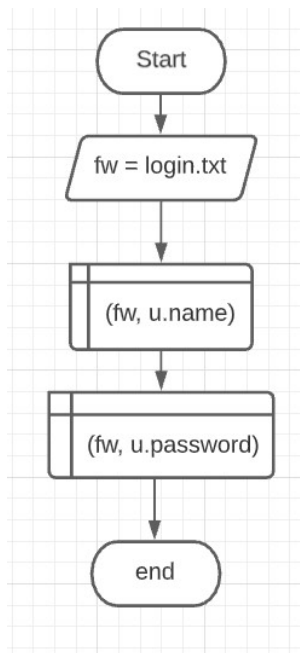 Start
fw = login.txt
(fw, u.name)
(fw, u.password)
end